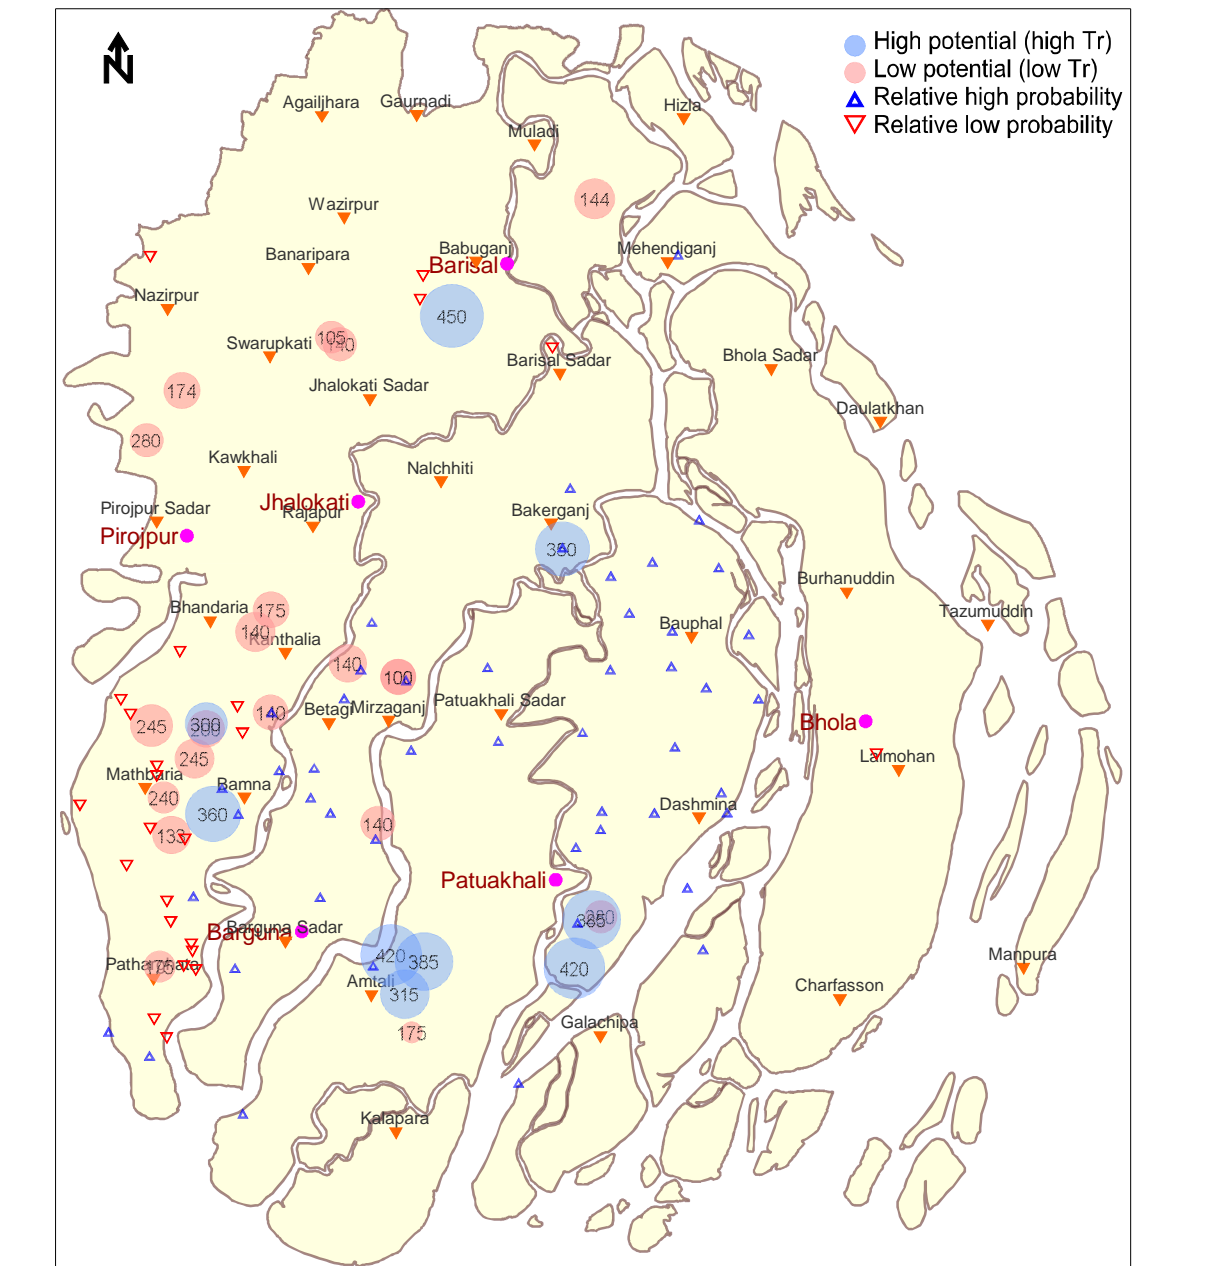 High potential (high Tr)
Low potential (low Tr)
Relative high probability
Relative low probability
N
Agailjhara
Gaurnadi
Hizla
Muladi
144
Wazirpur
Banaripara
Babuganj
Mehendiganj
Barisal
Nazirpur
450
105
140
Swarupkati
Barisal Sadar
Bhola Sadar
Jhalokati Sadar
174
Daulatkhan
280
Kawkhali
Nalchhiti
Jhalokati
Rajapur
Pirojpur Sadar
Bakerganj
Pirojpur
Burhanuddin
Bhandaria
175
140
Kanthalia
Tazumuddin
Bauphal
140
100
Betagi
Mirzaganj
Patuakhali Sadar
140
245
300
Bhola
245
Lalmohan
Mathbaria
Bamna
240
360
133
140
Dashmina
Patuakhali
Barguna Sadar
Barguna
420
385
315
Amtali
175
420
Manpura
Charfasson
Galachipa
Kalapara